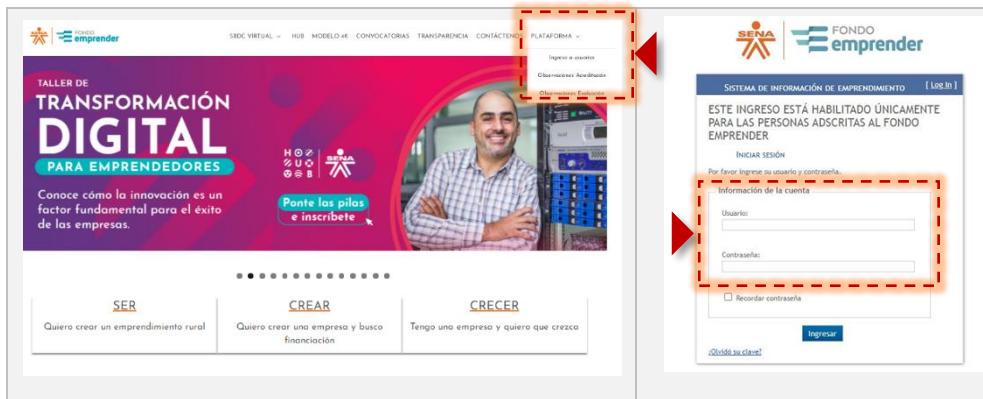 FONDO
emprender
SBDC VIRTUAL HUB MODELO 4K CONVOCATORIAS TRANSPARENCIA CONTÁCTENOS PLATAFORMA
Ingreso a usuarios
Observaciones Acreditación
Observaciones Evaluación
TALLER DE
TRANSFORMACIÓN
DIGITAL
PARA EMPRENDEDORES
Conoce cómo la innovación es un
factor fundamental para el éxito
de las empresas.
HUB
SENA
Ponte las pilas
e inscríbete
SER
Quiero crear un emprendimiento rural
CREAR
Quiero crear una empresa y busco
financiación
CRECER
Tengo una empresa y quiero que crezca
SENA
FONDO
emprender
SISTEMA DE INFORMACIÓN DE EMPRENDIMIENTO [ Log In ]
ESTE INGRESO ESTÁ HABILITADO ÚNICAMENTE
PARA LAS PERSONAS ADSCRITAS AL FONDO
EMPRENDER
INICIAR SESIÓN
Por favor ingrese su usuario y contraseña.
Información de la cuenta
Usuario:
Contraseña:
Recordar contraseña
Ingresar
¿Olvidó su clave?